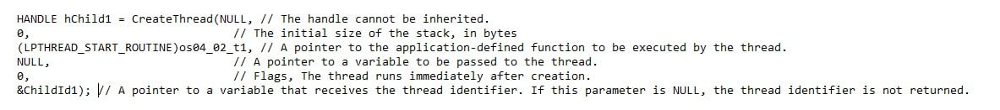 HANDLE hChild1 = CreateThread(NULL, // The handle cannot be inherited.
0, // The initial size of the stack, in bytes
(LPTHREAD_START_ROUTINE)os04_02_t1, // A pointer to the application-defined function to be executed by the thread.
NULL, // A pointer to a variable to be passed to the thread.
0, // Flags, The thread runs immediately after creation.
&ChildId1); // A pointer to a variable that receives the thread identifier. If this parameter is NULL, the thread identifier is not returned.